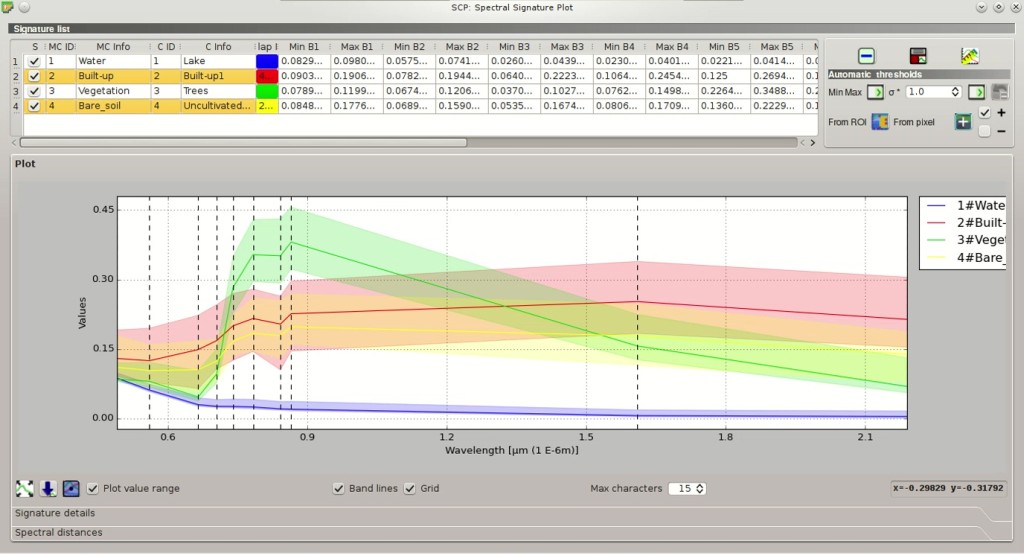 SCP: Spectral Signature Plot
Signature list
S MC ID MC Info C ID C Info lap Min B1 Max B1 Min B2 Max B2 Min B3 Max B3 Min B4 Max B4 Min B5 Max B5
1 1 Water 1 Lake 0.0829... 0.0980... 0.0575... 0.0741... 0.0260... 0.0439... 0.0230... 0.0401... 0.0221... 0.0414...
2 2 Built-up 2 Built-up1 4... 0.0903... 0.1906... 0.0782... 0.1944... 0.0640... 0.2223... 0.1064... 0.2454... 0.125 0.2694...
3 3 Vegetation 3 Trees 0.0789... 0.1199... 0.0674... 0.1206... 0.0370... 0.1027... 0.0762... 0.1498... 0.2264... 0.3488...
4 4 Bare_soil 4 Uncultivated... 2... 0.0848... 0.1776... 0.0689... 0.1590... 0.0535... 0.1674... 0.0806... 0.1709... 0.1360... 0.2229...
Automatic thresholds
Min Max σ * 1.0
From ROI From pixel + 
-
Plot
0.45
0.30
0.15
0.00
Values
0.6 0.9 1.2 1.5 1.8 2.1
Wavelength [µm (1 E-6m)]
1#Wate
2#Built-
3#Veget
4#Bare_
Plot value range Band lines Grid Max characters 15 x=-0.29829 y=-0.31792
Signature details
Spectral distances